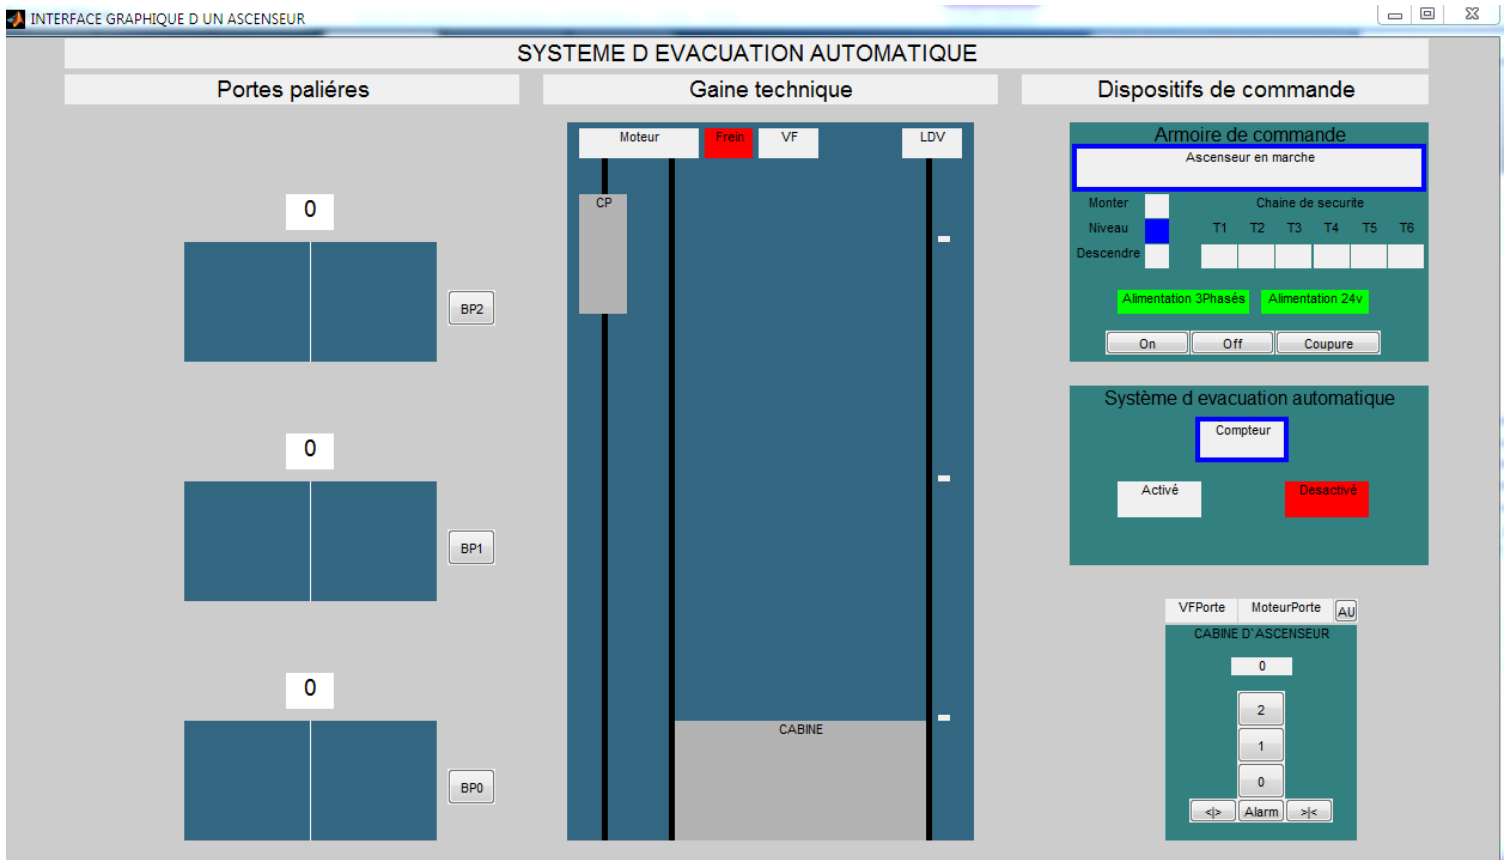 INTERFACE GRAPHIQUE D UN ASCENSEUR
SYSTEME D EVACUATION AUTOMATIQUE
Portes paliéres
Gaine technique
Dispositifs de commande
0
BP2
0
BP1
0
BP0
Moteur
Frein
VF
LDV
CP
CABINE
Armoire de commande
Ascenseur en marche
Monter
Chaine de securite
Niveau
T1 T2 T3 T4 T5 T6
Descendre
Alimentation 3Phasés
Alimentation 24v
On
Off
Coupure
Système d evacuation automatique
Compteur
Activé
Desactivé
VFPorte
MoteurPorte
AU
CABINE D`ASCENSEUR
0
2
1
0
<|>
Alarm
>|<